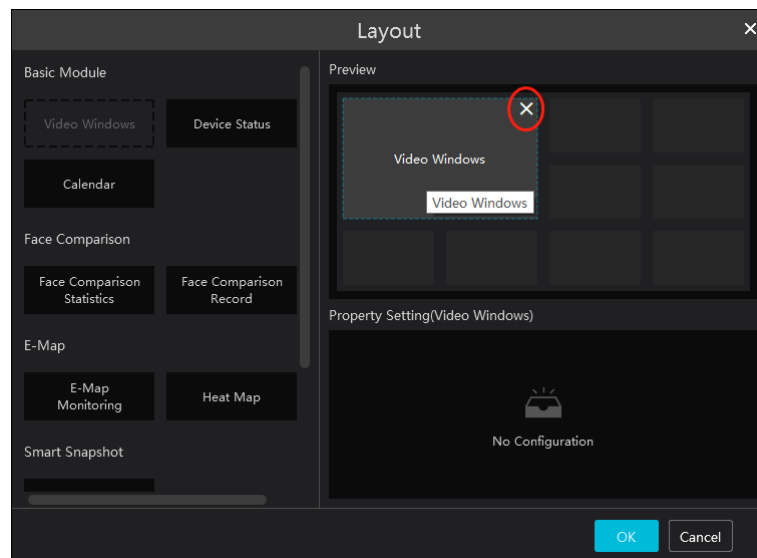 Layout
Basic Module
Video Windows
Device Status
Calendar
Face Comparison
Face Comparison
Statistics
Face Comparison
Record
E-Map
E-Map
Monitoring
Heat Map
Smart Snapshot
Preview
Video Windows
Video Windows
Property Setting(Video Windows)
No Configuration
OK
Cancel